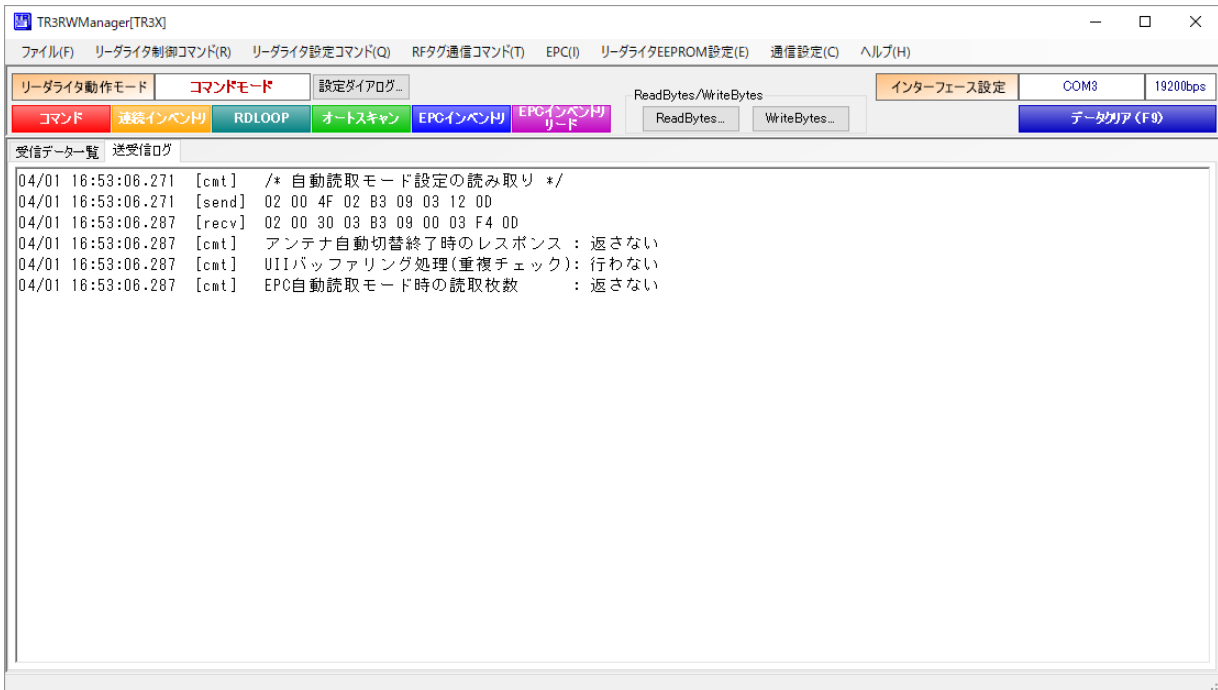 TR3RWManager[TR3X]
ファイル(F) リーダライタ制御コマンド(R) リーダライタ設定コマンド(Q) RFタグ通信コマンド(T) EPC(I) リーダライタEEPROM設定(E) 通信設定(C) ヘルプ(H)
リーダライタ動作モード コマンドモード 設定ダイアログ... ReadBytes/WriteBytes インターフェース設定 COM3 19200bps
コマンド 連続インベントリ RDLOOP オートスキャン EPCインベントリ EPCインベントリ
リード ReadBytes... WriteBytes... データクリア(F9)
受信データ一覧 送受信ログ
04/01 16:53:06.271 [cmt] /* 自動読取モード設定の読み取り */
04/01 16:53:06.271 [send] 02 00 4F 02 B3 09 03 12 0D
04/01 16:53:06.287 [recv] 02 00 30 03 B3 09 00 03 F4 0D
04/01 16:53:06.287 [cmt] アンテナ自動切替終了時のレスポンス : 返さない
04/01 16:53:06.287 [cmt] UIIバッファリング処理(重複チェック): 行わない
04/01 16:53:06.287 [cmt] EPC自動読取モード時の読取枚数 : 返さない